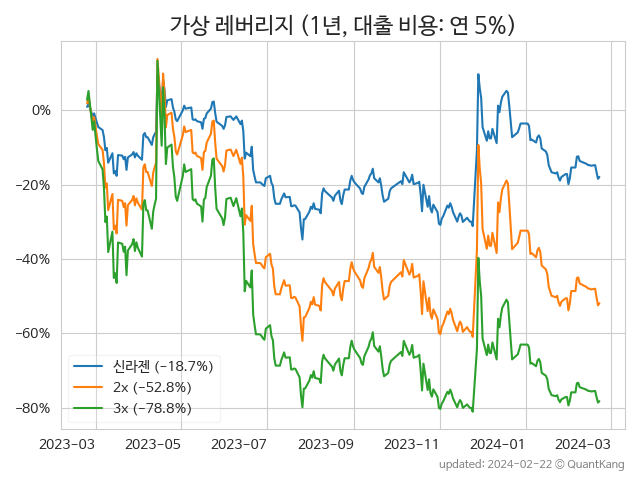 가상 레버리지 (1년, 대출 비용: 연 5%)
0%
−20%
−40%
−60%
−80%
신라젠 (−18.7%)
2x (−52.8%)
3x (−78.8%)
2023−03 2023−05 2023−07 2023−09 2023−11 2024−01 2024−03
updated: 2024−02−22 © QuantKang